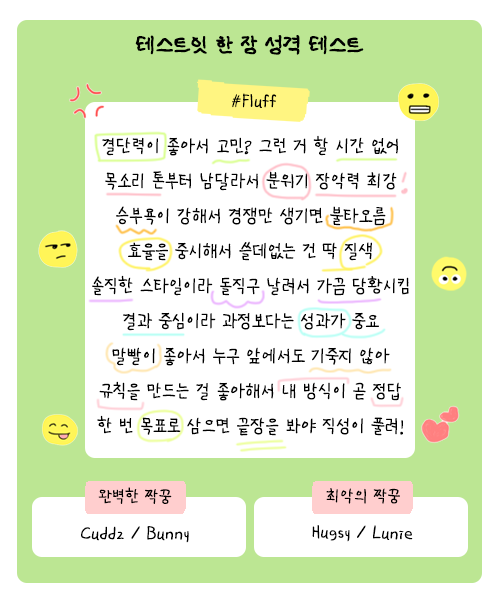 테스트잇 한 장 성격 테스트
#Fluff
결단력이 좋아서 고민? 그런 거 할 시간 없어
목소리 톤부터 남달라서 분위기 장악력 최강!
승부욕이 강해서 경쟁만 생기면 불타오름
효율을 중시해서 쓸데없는 건 딱 질색
솔직한 스타일이라 돌직구 날려서 가끔 당황시킴
결과 중심이라 과정보다는 성과가 중요
말빨이 좋아서 누구 앞에서도 기죽지 않아
규칙을 만드는 걸 좋아해서 내 방식이 곧 정답
한 번 목표로 삼으면 끝장을 봐야 직성이 풀려!
완벽한 짝꿍
최악의 짝꿍
Cuddz / Bunny
Hugsy / Lunie